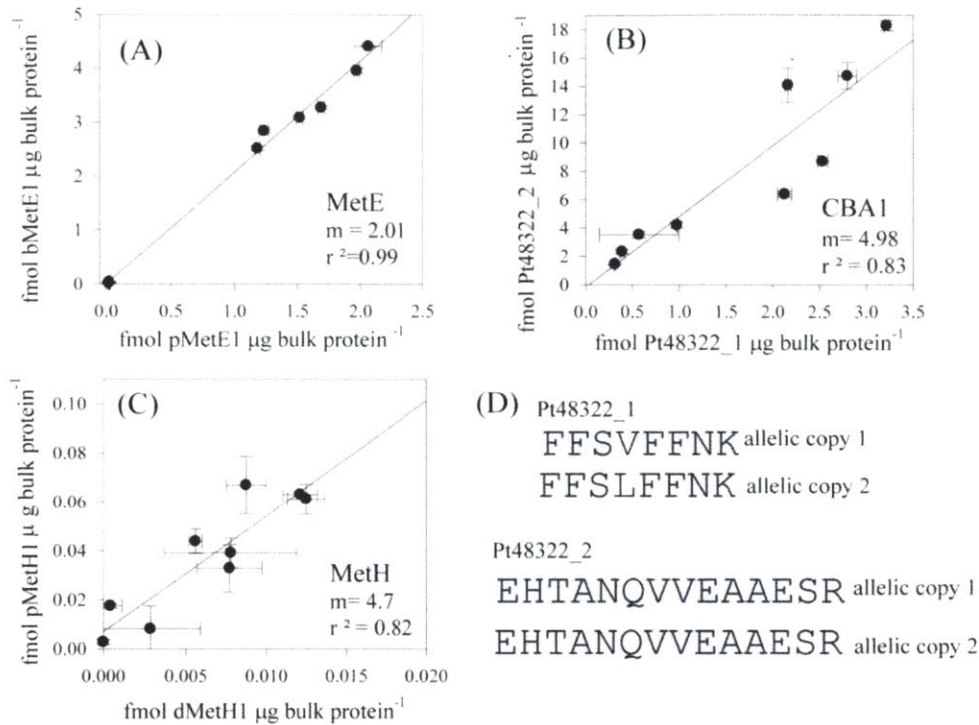 (A)
fmol bMetE1 µg bulk protein⁻¹
5
4
3
2
1
0
MetE
m = 2.01
r ²=0.99
0.0 0.5 1.0 1.5 2.0 2.5
fmol pMetE1 µg bulk protein⁻¹
(B)
fmol Pt48322_2 µg bulk protein⁻¹
18
16
14
12
10
8
6
4
2
0
CBA1
m= 4.98
r ² = 0.83
0.0 0.5 1.0 1.5 2.0 2.5 3.0 3.5
fmol Pt48322_1 µg bulk protein⁻¹
(C)
fmol pMetH1 µ g bulk protein⁻¹
0.10
0.08
0.06
0.04
0.02
0.00
MetH
m= 4.7
r ² = 0.82
0.000 0.005 0.010 0.015 0.020
fmol dMetH1 µg bulk protein⁻¹
(D)
Pt48322_1
FFSVFFNK allelic copy 1
FFSLFFNK allelic copy 2
Pt48322_2
EHTANQVVEAAESR allelic copy 1
EHTANQVVEAAESR allelic copy 2